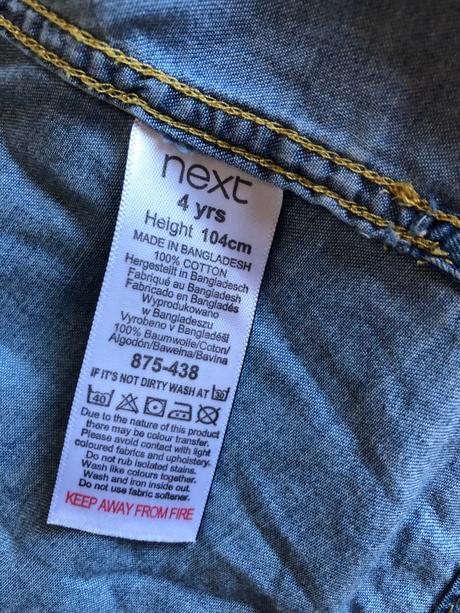 next
4 yrs
Height 104cm
MADE IN BANGLADESH
100% COTTON
Hergestellt in Bangladesch
Fabriqué au Bangladesh
Fabricado en Bangladés
Wyprodukowano
w Bangladeszu
Vyrobeno v Bangladéši
100% Baumwolle/Coton/
Algodón/Bawełna/Bavlna
875-438
IF IT'S NOT DIRTY WASH AT 30
40
Due to the nature of this product
there may be colour transfer.
Please avoid contact with light
coloured fabrics and upholstry.
Do not rub isolated stains.
Wash like colours together.
Wash and iron inside out.
Do not use fabric softener.
KEEP AWAY FROM FIRE